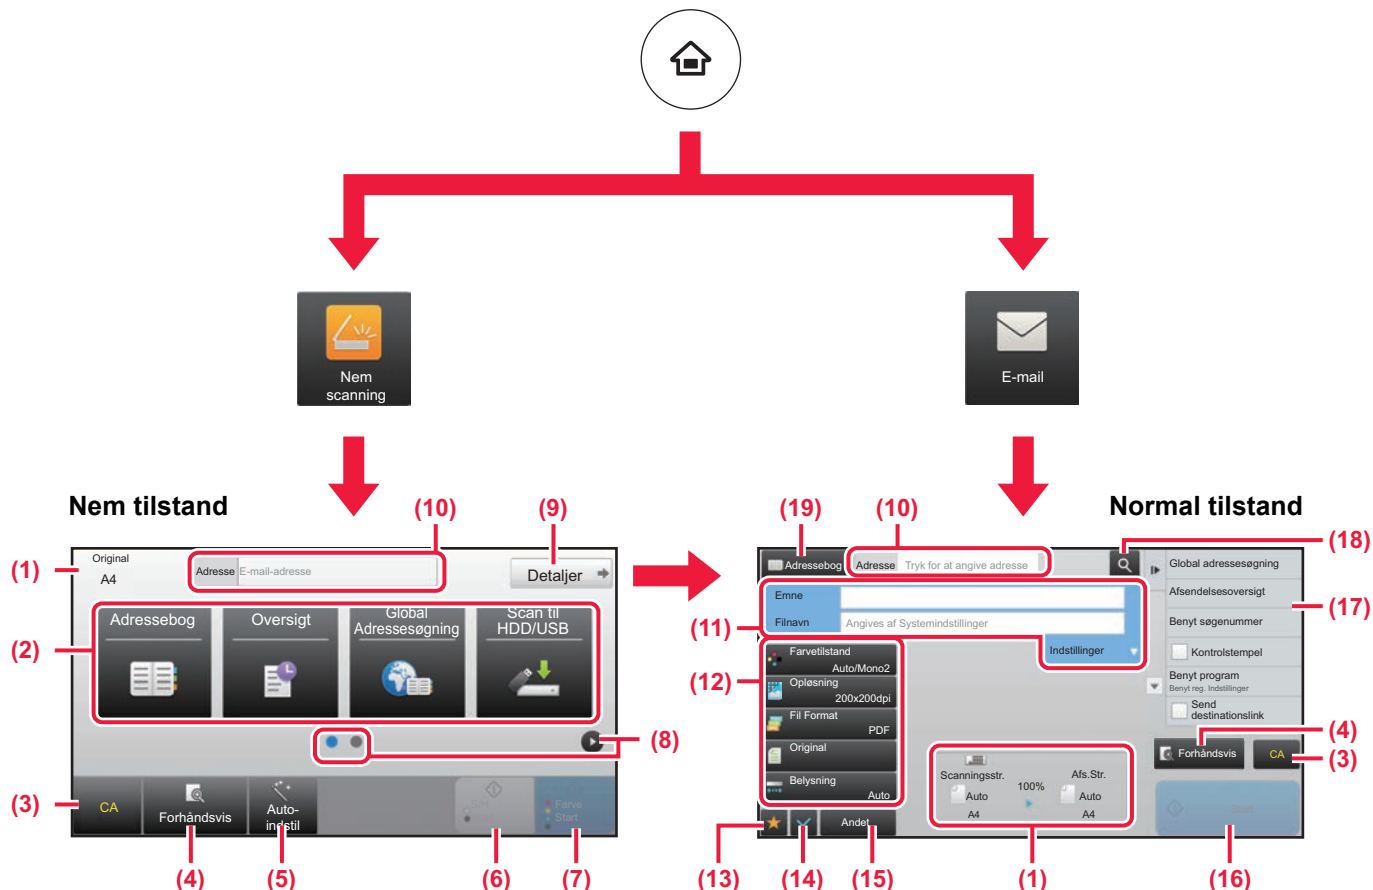 Nem
scanning
E-mail
Nem tilstand
Normal tilstand
(10)
(9)
(19)
(10)
(18)
(1)
Original
A4
Adresse
E-mail-adresse
Detaljer
(2)
Adressebog
Oversigt
Global
Adressesøgning
Scan til
HDD/USB
(8)
(3)
CA
Forhåndsvis
Auto-
indstil
Farve
Start
(4)
(5)
(6)
(7)
Adressebog
Adresse
Tryk for at angive adresse
(11)
Emne
Filnavn
Angives af Systemindstillinger
Indstillinger
(12)
Farvetilstand
Auto/Mono2
Opløsning
200x200dpi
Fil Format
PDF
Original
Belysning
Auto
Andet
Scanningsstr.
Auto
A4
100%
Afs.Str.
Auto
A4
Global adressesøgning
Afsendelsesoversigt
Benyt søgenummer
Kontrolstempel
Benyt program
Benyt reg. Indstillinger
Send
destinationslink
(17)
(4)
Forhåndsvis
CA
(3)
Start
(13)
(14)
(15)
(1)
(16)